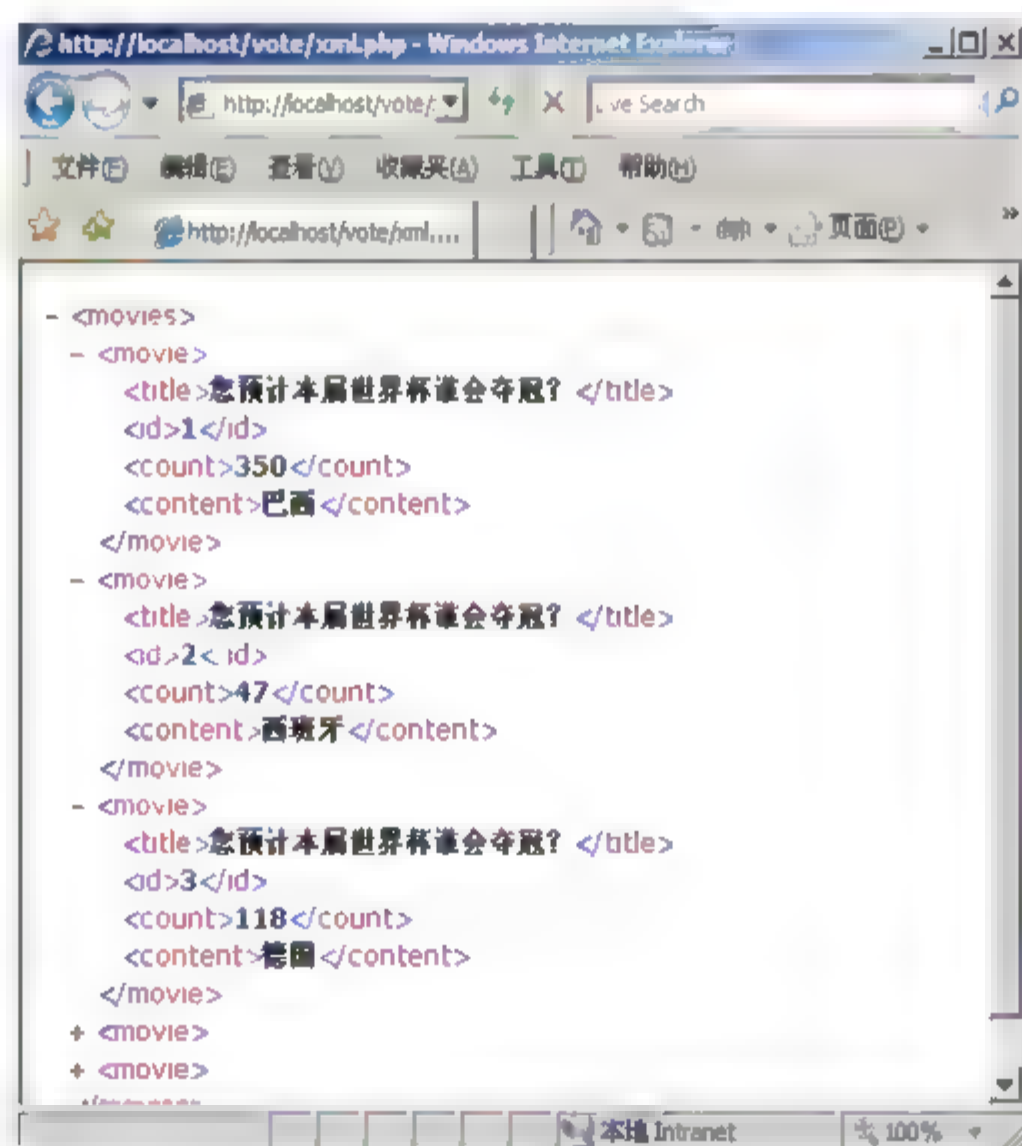 http://localhost/vote/xml.php - Windows Internet Explorer
http://localhost/vote/
ve Search
文件(F) 编辑(E) 查看(V) 收藏夹(A) 工具(T) 帮助(H)
http://localhost/vote/xml.... 页面(P)
- <movies>
- <movie>
<title>您预计本届世界杯谁会夺冠? </title>
<id>1</id>
<count>350</count>
<content>巴西</content>
</movie>
- <movie>
<title>您预计本届世界杯谁会夺冠? </title>
<id>2</id>
<count>47</count>
<content>西班牙</content>
</movie>
- <movie>
<title>您预计本届世界杯谁会夺冠? </title>
<id>3</id>
<count>118</count>
<content>德国</content>
</movie>
+ <movie>
+ <movie>
本地 Intranet 100%